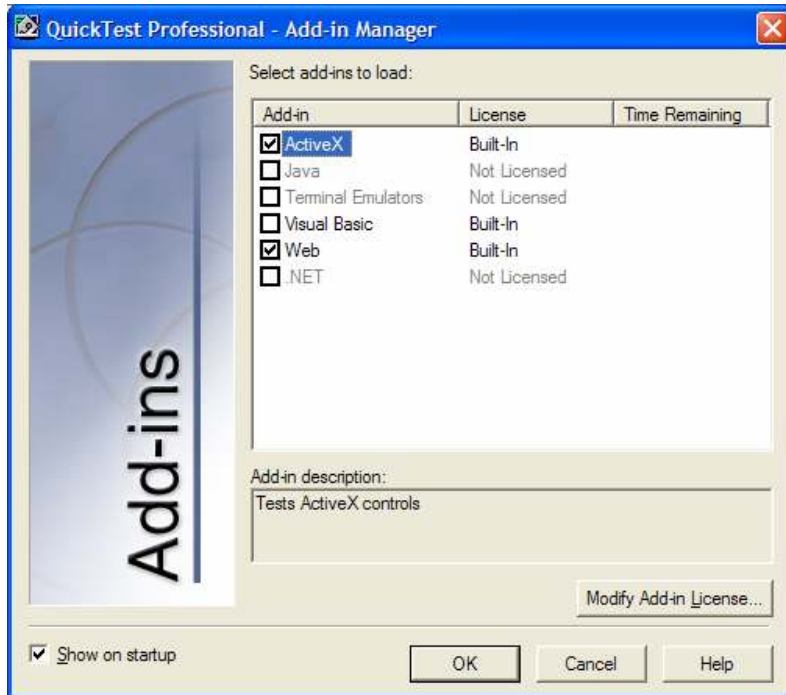 QuickTest Professional - Add-in Manager
Select add-ins to load:
Add-in License Time Remaining
ActiveX Built-In
Java Not Licensed
Terminal Emulators Not Licensed
Visual Basic Built-In
Web Built-In
.NET Not Licensed
Add-ins
Add-in description:
Tests ActiveX controls
Modify Add-in License...
Show on startup
OK Cancel Help